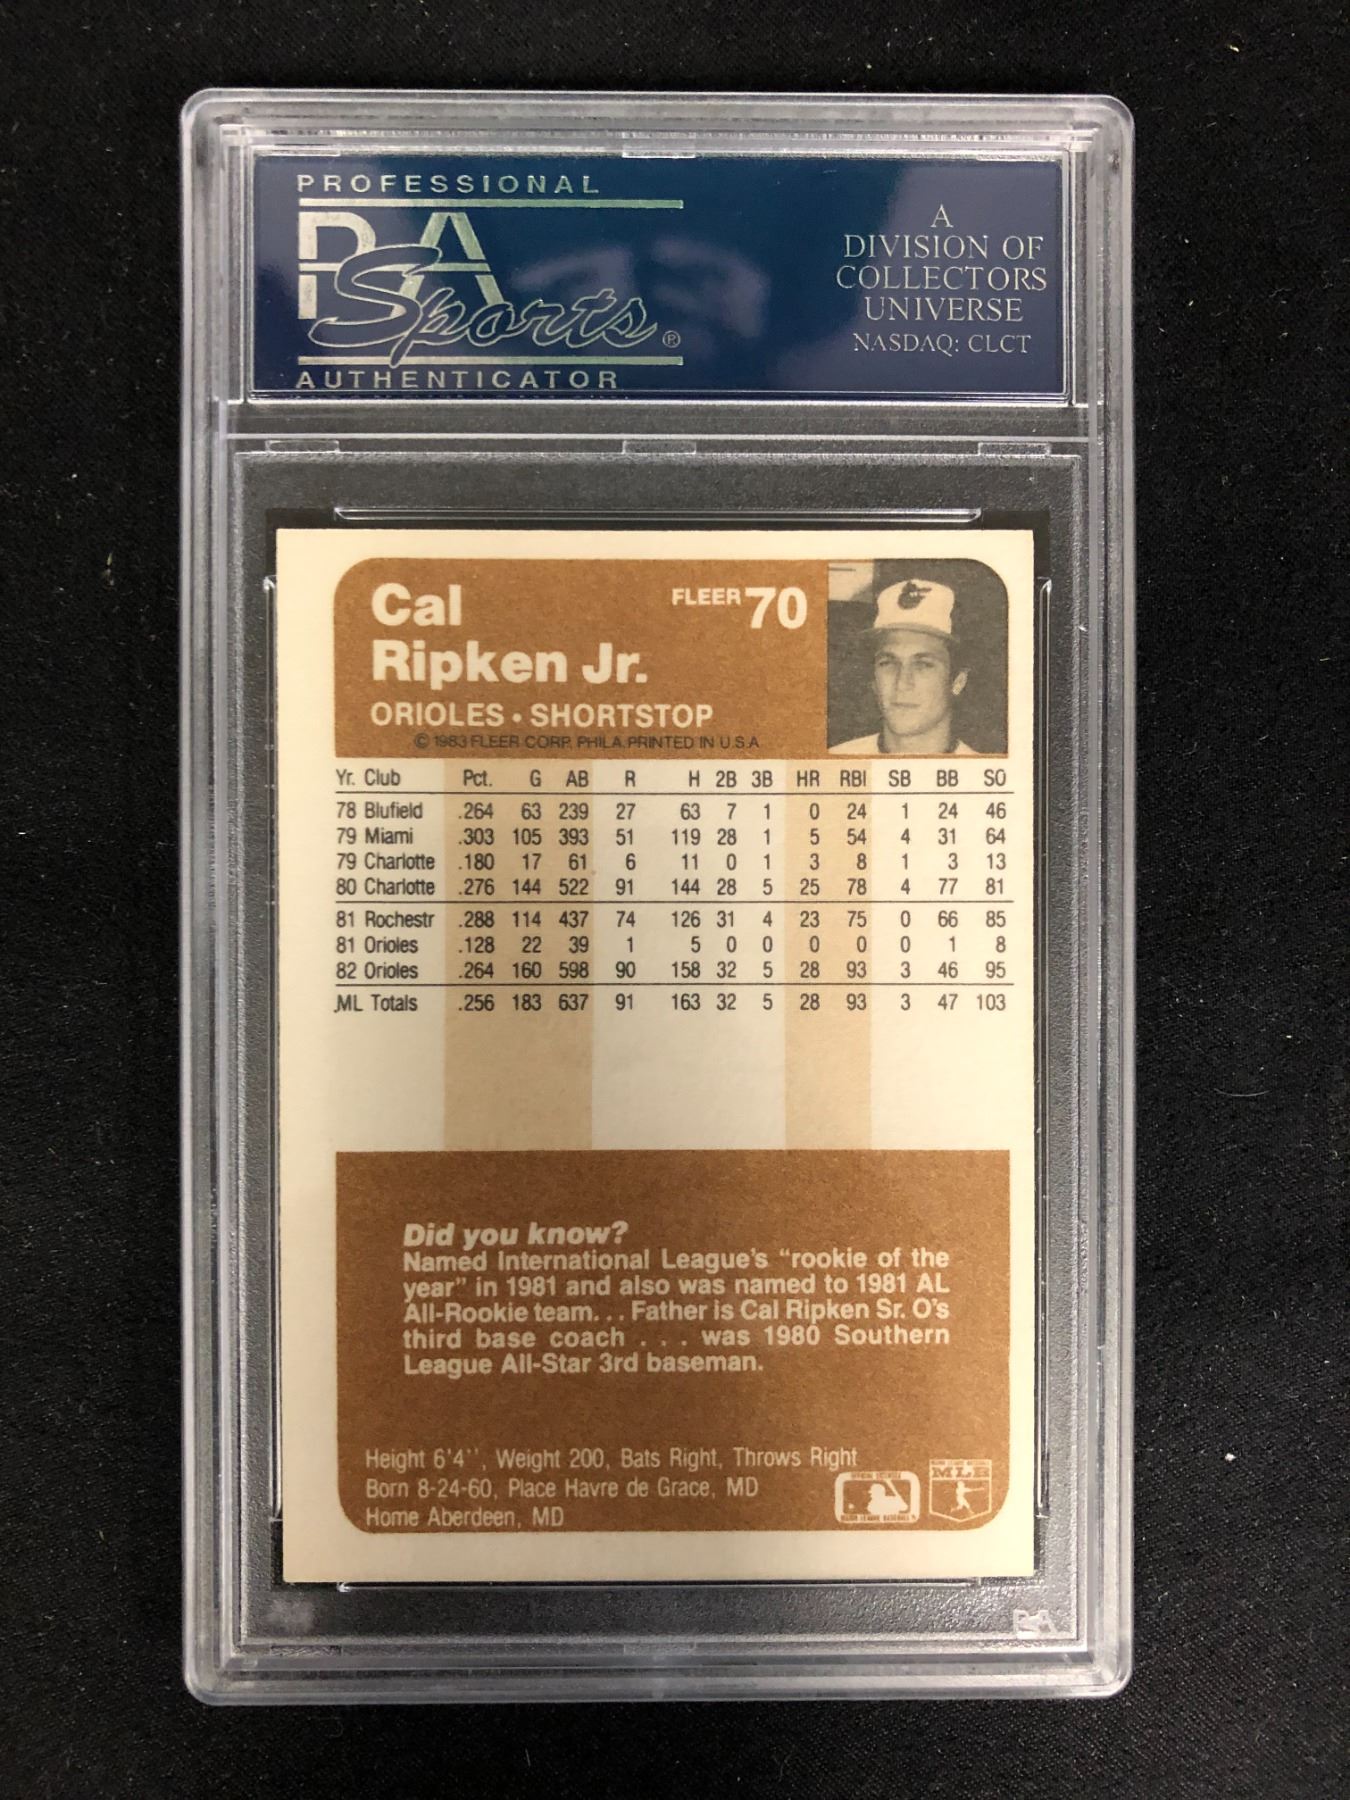 PROFESSIONAL
PSA
Sports®
AUTHENTICATOR
A
DIVISION OF
COLLECTORS
UNIVERSE
NASDAQ: CLCT
Cal
Ripken Jr.
FLEER 70
ORIOLES • SHORTSTOP
© 1983 FLEER CORP. PHILA. PRINTED IN U.S.A
Yr. Club Pct. G AB R H 2B 3B HR RBI SB BB SO
78 Blufield .264 63 239 27 63 7 1 0 24 1 24 46
79 Miami .303 105 393 51 119 28 1 5 54 4 31 64
79 Charlotte .180 17 61 6 11 0 1 3 8 1 3 13
80 Charlotte .276 144 522 91 144 28 5 25 78 4 77 81
81 Rochestr .288 114 437 74 126 31 4 23 75 0 66 85
81 Orioles .128 22 39 1 5 0 0 0 0 0 1 8
82 Orioles .264 160 598 90 158 32 5 28 93 3 46 95
ML Totals .256 183 637 91 163 32 5 28 93 3 47 103
Did you know?
Named International League's "rookie of the
year" in 1981 and also was named to 1981 AL
All-Rookie team. . . Father is Cal Ripken Sr. O's
third base coach . . . was 1980 Southern
League All-Star 3rd baseman.
Height 6'4'', Weight 200, Bats Right, Throws Right
Born 8-24-60, Place Havre de Grace, MD
Home Aberdeen, MD
MLB
PSA